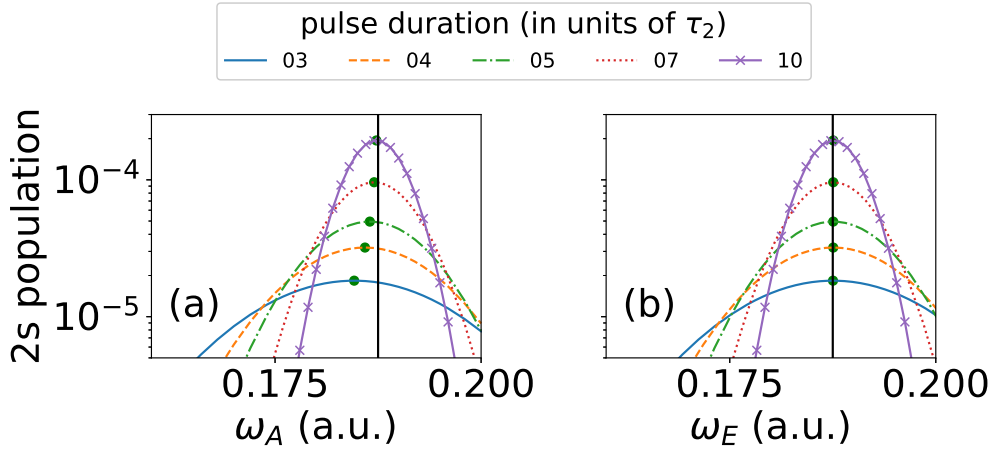 pulse duration (in units of τ₂)
03 04 05 07 10
2s population
10⁻⁴
10⁻⁵
(a)
0.175 0.200
ω_A (a.u.)
(b)
0.175 0.200
ω_E (a.u.)